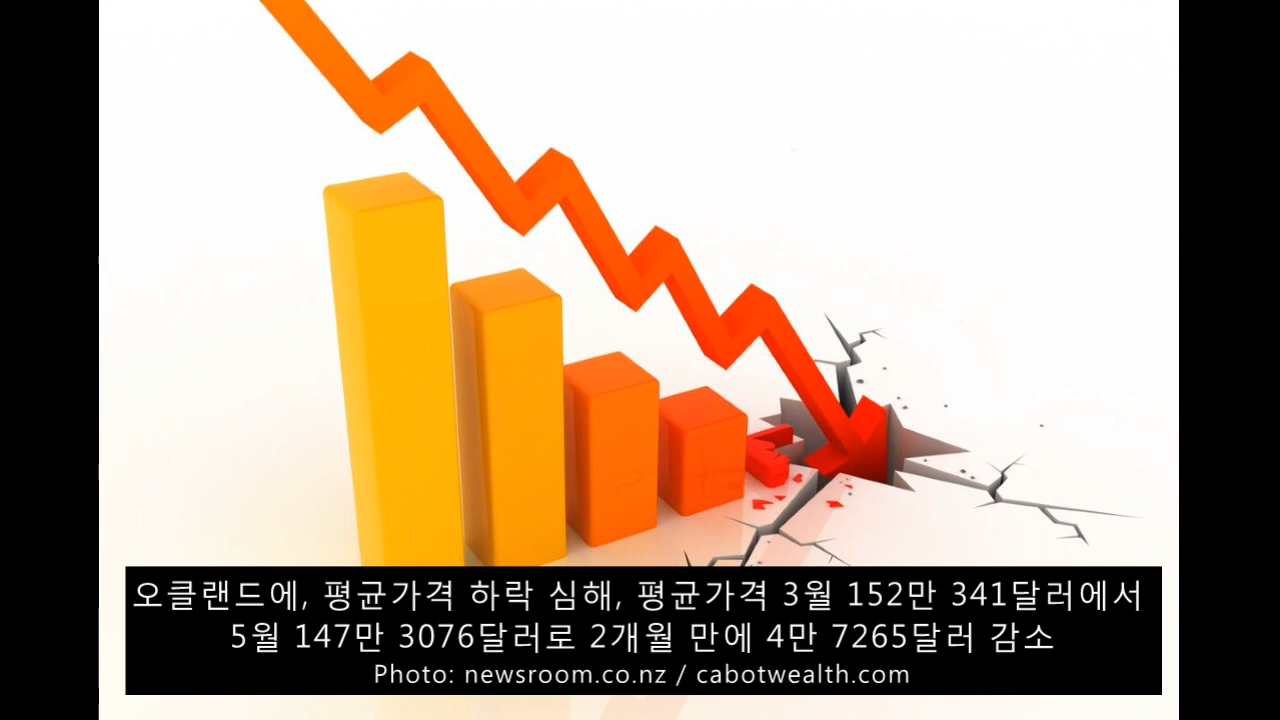 오클랜드에, 평균가격 하락 심해, 평균가격 3월 152만 341달러에서
5월 147만 3076달러로 2개월 만에 4만 7265달러 감소
Photo: newsroom.co.nz / cabotwealth.com